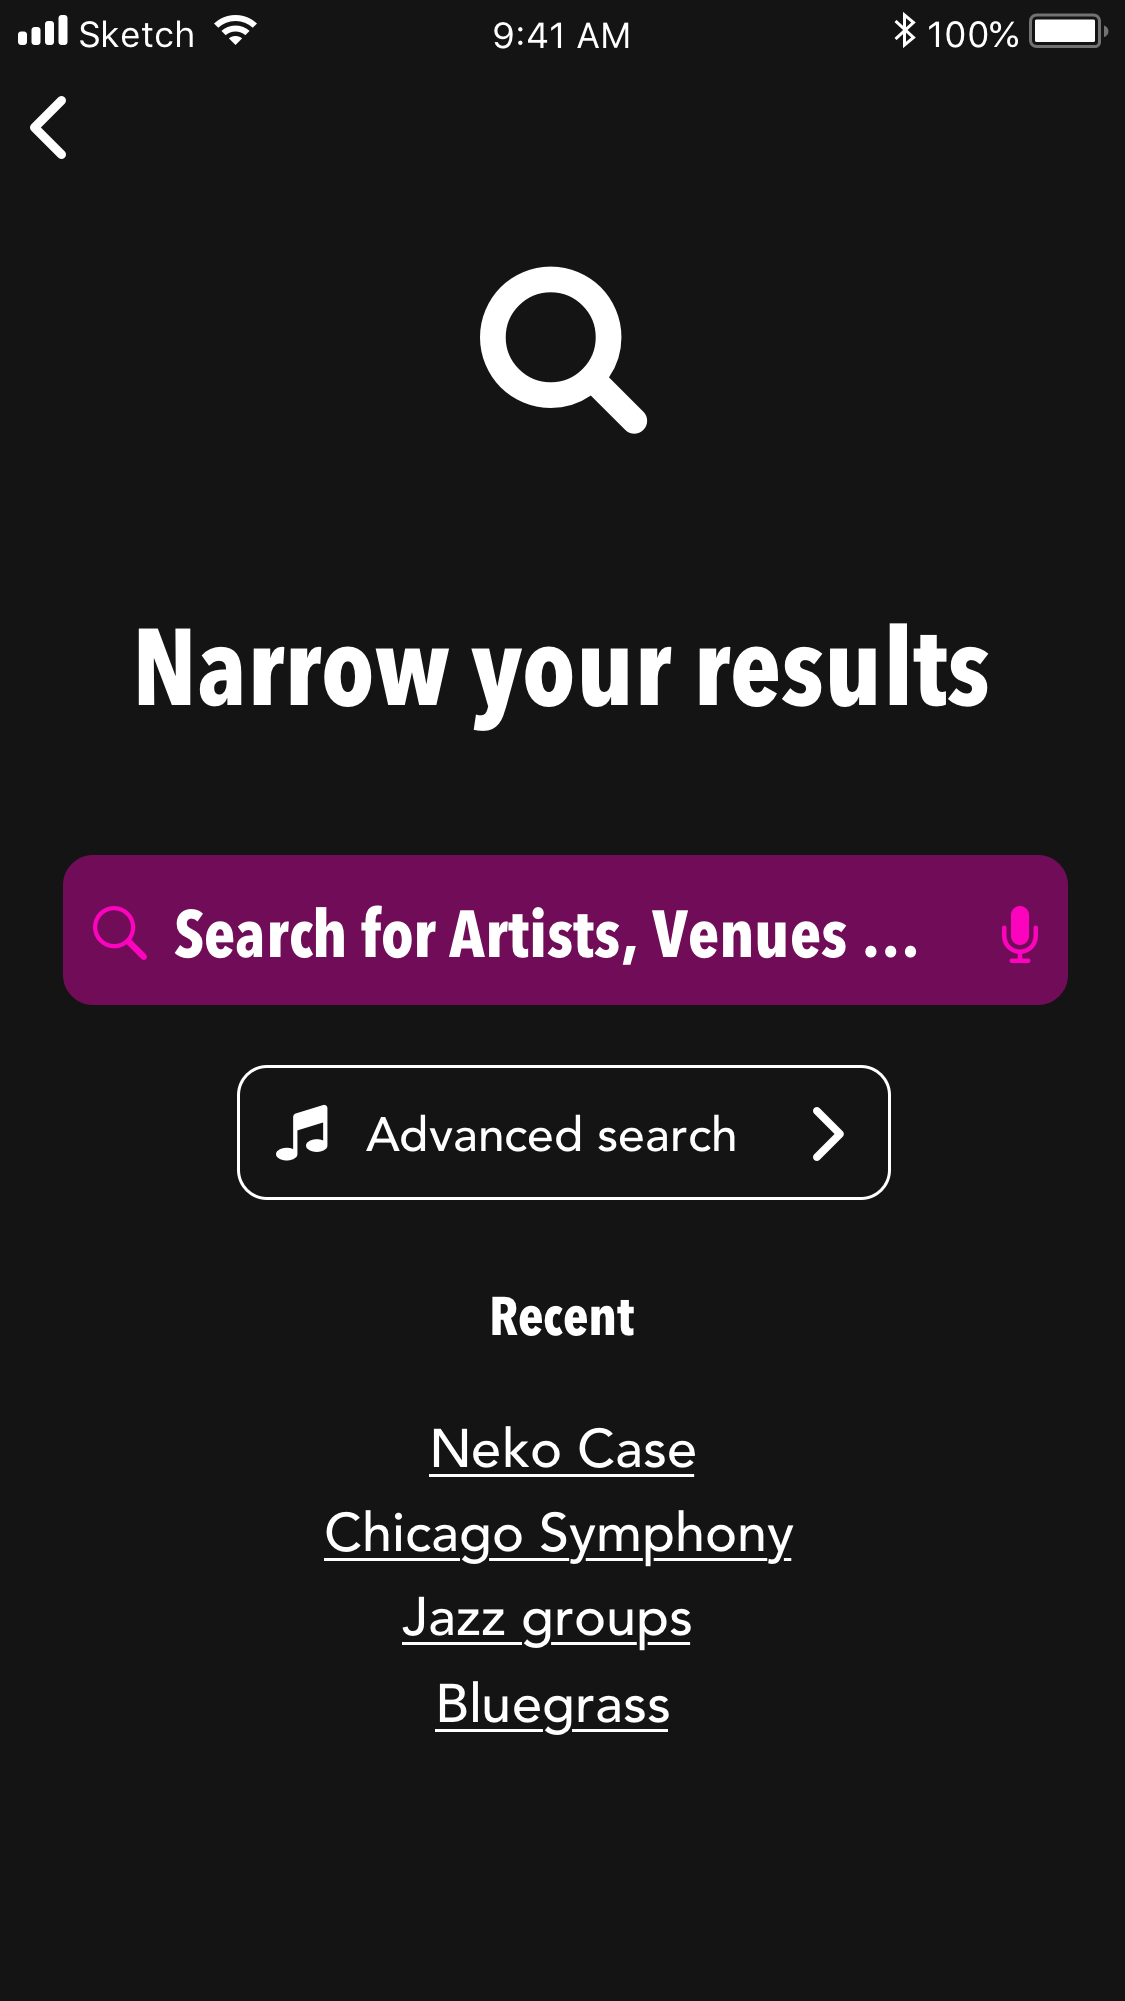 Sketch 9:41 AM 100%
Narrow your results
Search for Artists, Venues ...
Advanced search
Recent
Neko Case
Chicago Symphony
Jazz groups
Bluegrass